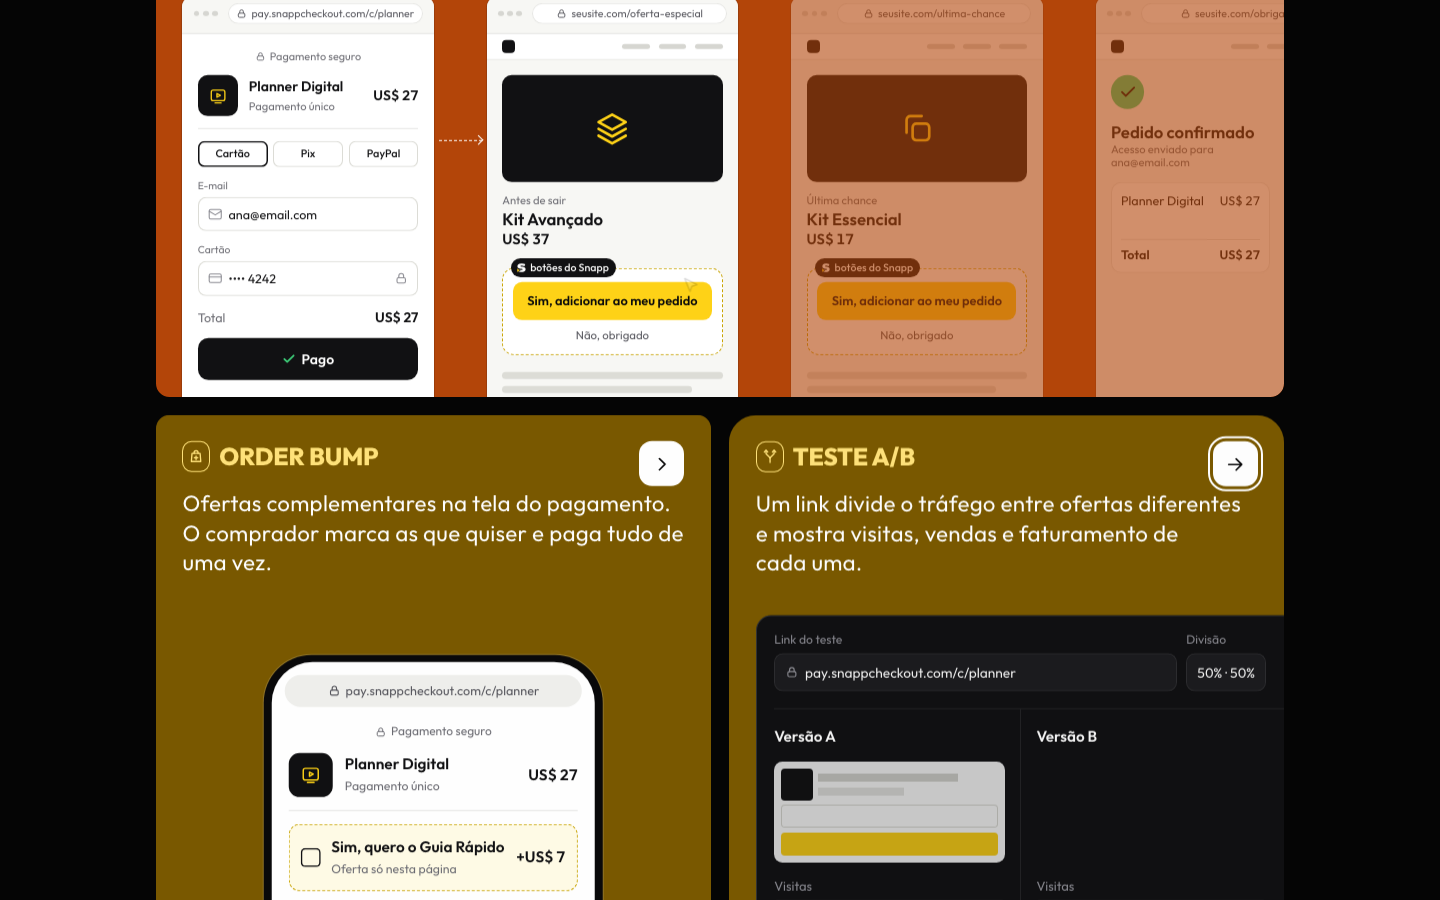 pay.snappcheckout.com/c/planner
Pagamento seguro
Planner Digital
Pagamento único
US$ 27
Cartão
Pix
PayPal
E-mail
ana@email.com
Cartão
•••• 4242
Total
US$ 27
Pago
seusite.com/oferta-especial
Antes de sair
Kit Avançado
US$ 37
botões do Snapp
Sim, adicionar ao meu pedido
Não, obrigado
seusite.com/ultima-chance
Última chance
Kit Essencial
US$ 17
botões do Snapp
Sim, adicionar ao meu pedido
Não, obrigado
seusite.com/obriga
Pedido confirmado
Acesso enviado para
ana@email.com
Planner Digital
US$ 27
Total
US$ 27
ORDER BUMP
Ofertas complementares na tela do pagamento.
O comprador marca as que quiser e paga tudo de
uma vez.
pay.snappcheckout.com/c/planner
Pagamento seguro
Planner Digital
Pagamento único
US$ 27
Sim, quero o Guia Rápido
Oferta só nesta página
+US$ 7
TESTE A/B
Um link divide o tráfego entre ofertas diferentes
e mostra visitas, vendas e faturamento de
cada uma.
Link do teste
pay.snappcheckout.com/c/planner
Divisão
50% · 50%
Versão A
Visitas
Versão B
Visitas